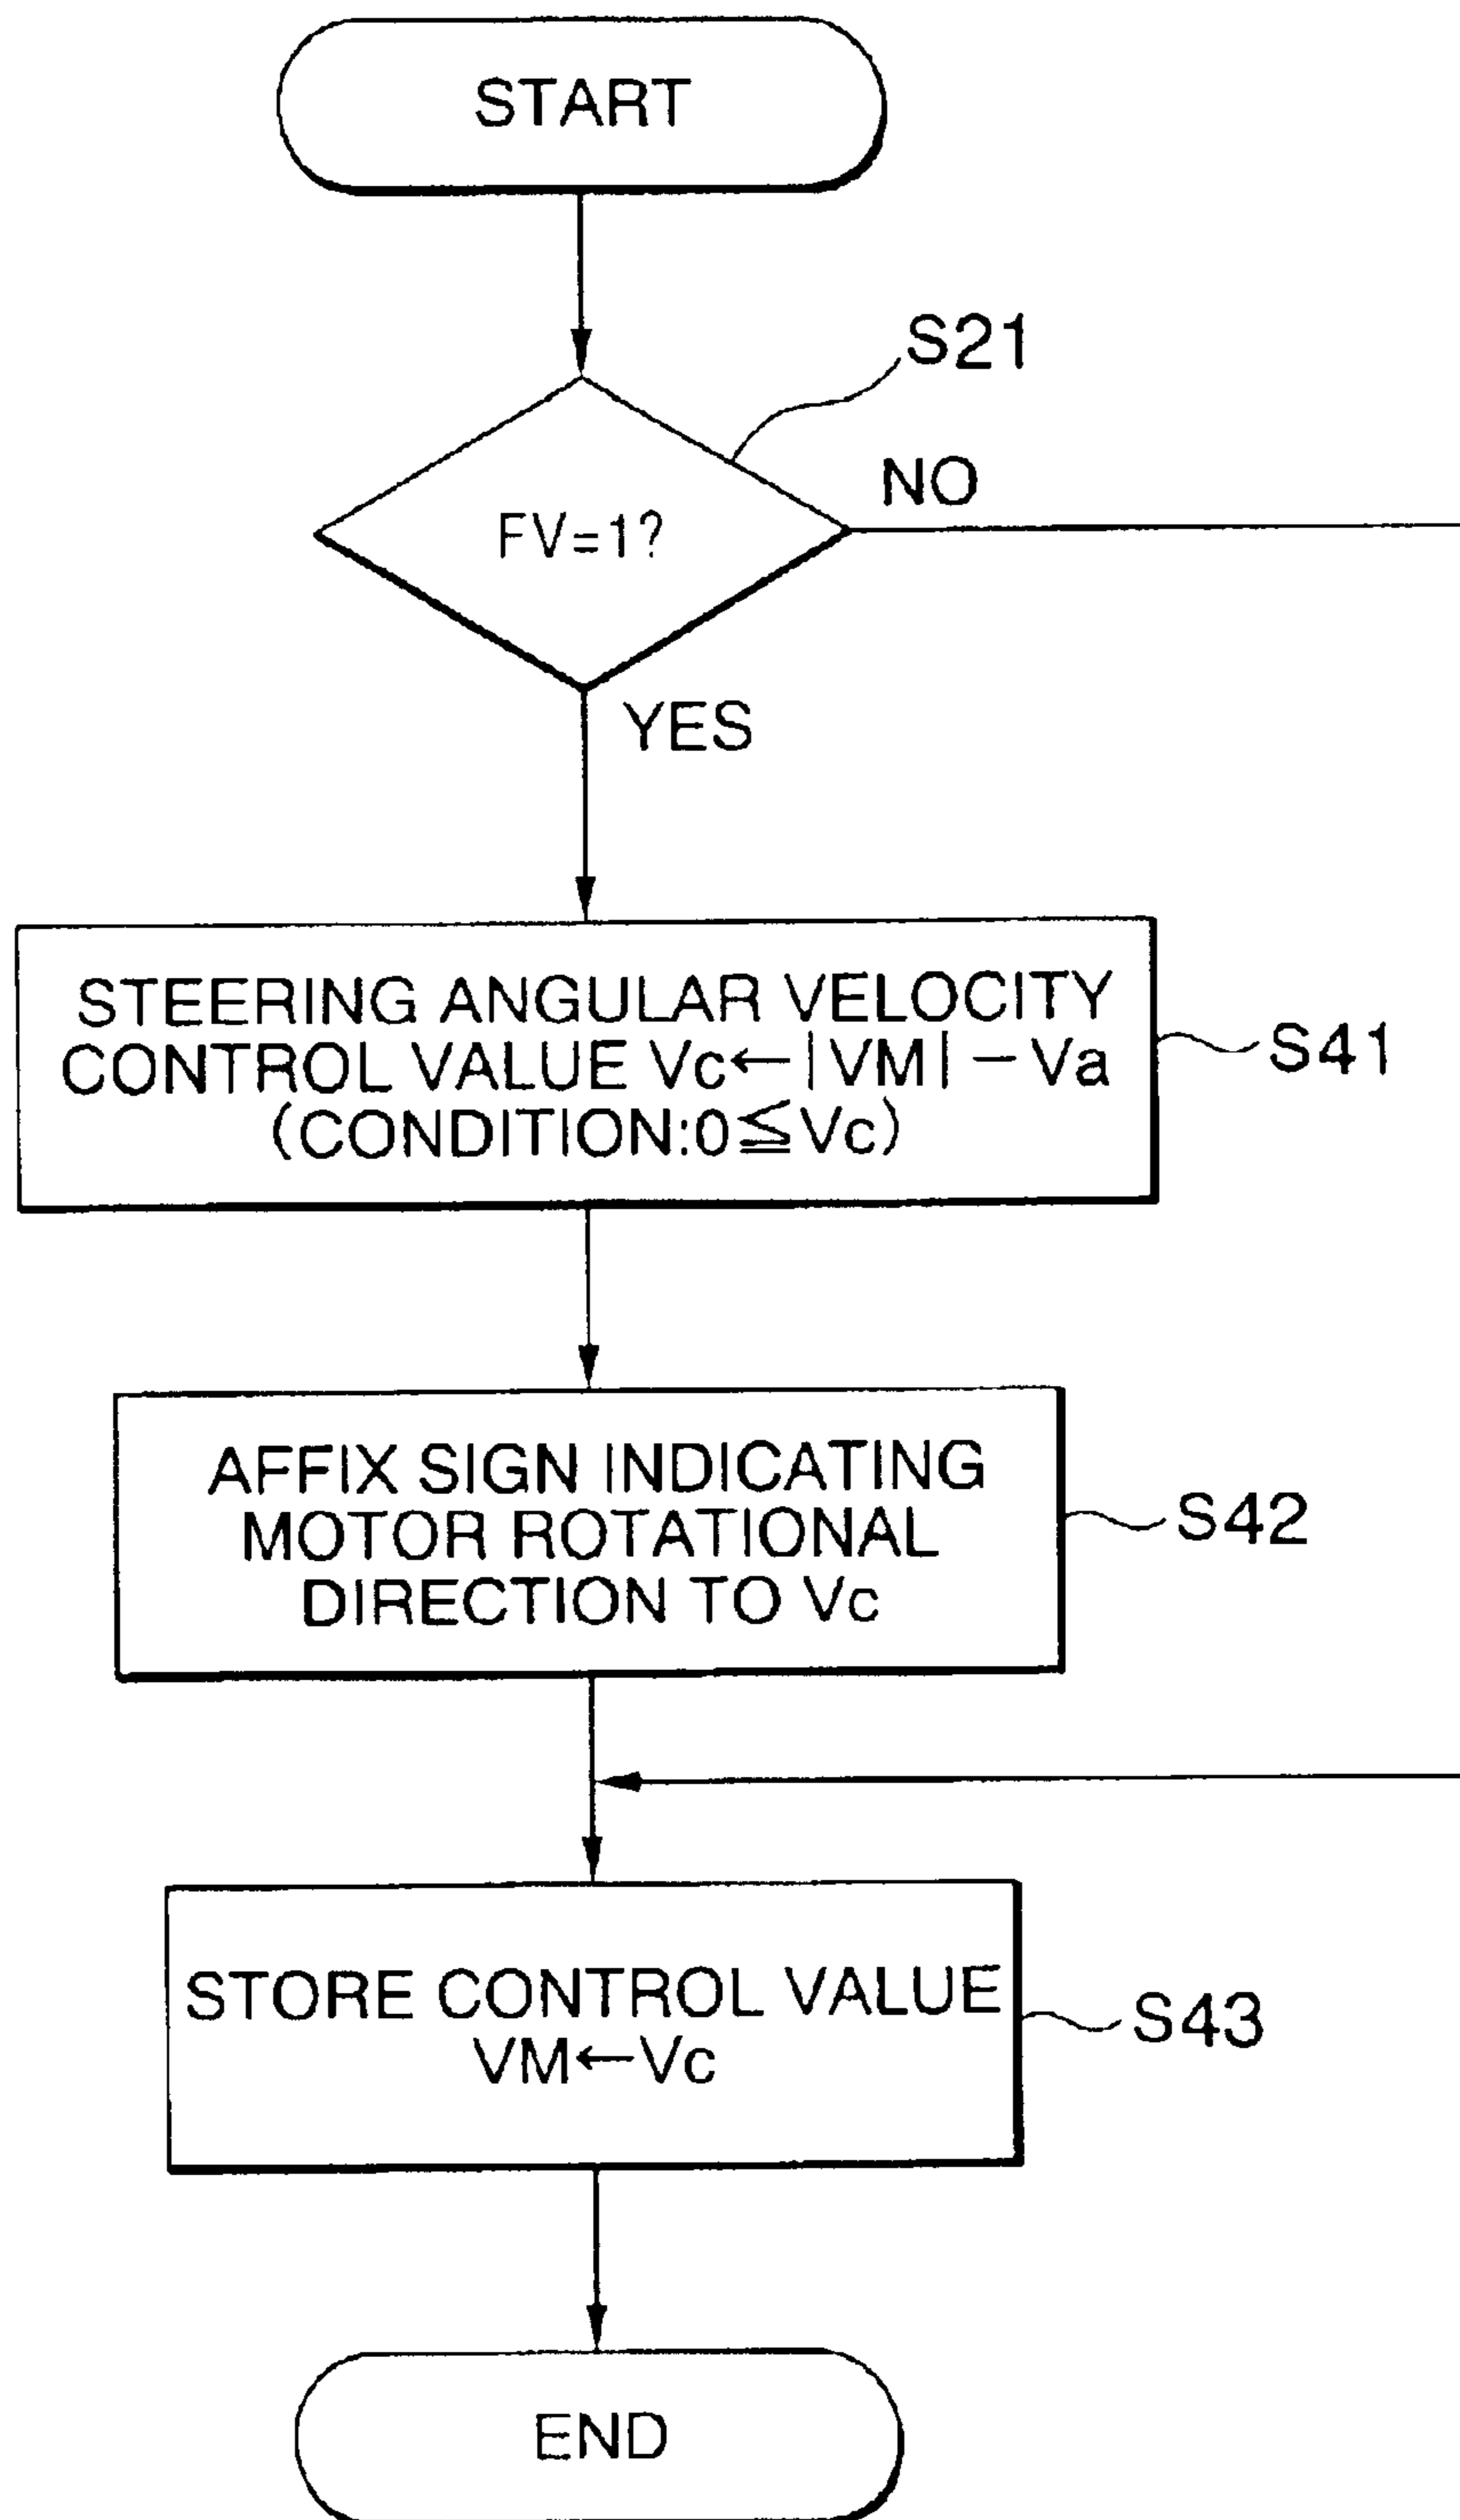 START
S21
NO
FV=1?
YES
STEERING ANGULAR VELOCITY
CONTROL VALUE Vc←|VM|−Va
(CONDITION:0≦Vc)
S41
AFFIX SIGN INDICATING
MOTOR ROTATIONAL
DIRECTION TO Vc
S42
STORE CONTROL VALUE
VM←Vc
S43
END